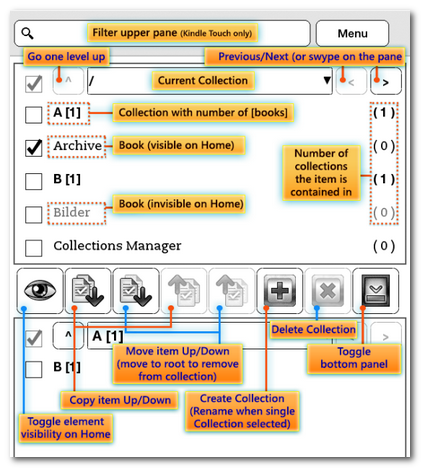 Filter upper pane (Kindle Touch only)
Menu
Go one level up
Previous/Next (or swype on the pane
^
/
Current Collection
<
>
A [1]
Collection with number of [books]
( 1 )
Archive
Book (visible on Home)
( 0 )
B [1]
Number of
collections
the item is
contained in
( 1 )
Bilder
Book (invisible on Home)
( 0 )
Collections Manager
( 0 )
Delete Collection
^
A [1]
>
B [1]
Move item Up/Down
(move to root to remove
from collection)
Toggle
bottom panel
Copy item Up/Down
Create Collection
(Rename when single
Collection selected)
Toggle element
visibility on Home